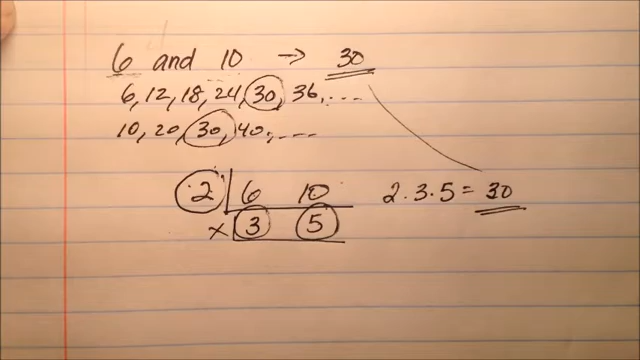 6 and 10 → 30
6, 12, 18, 24, 30, 36, ....
10, 20, 30, 40, ....
2 6 10 2 · 3 · 5 = 30
× 3 5